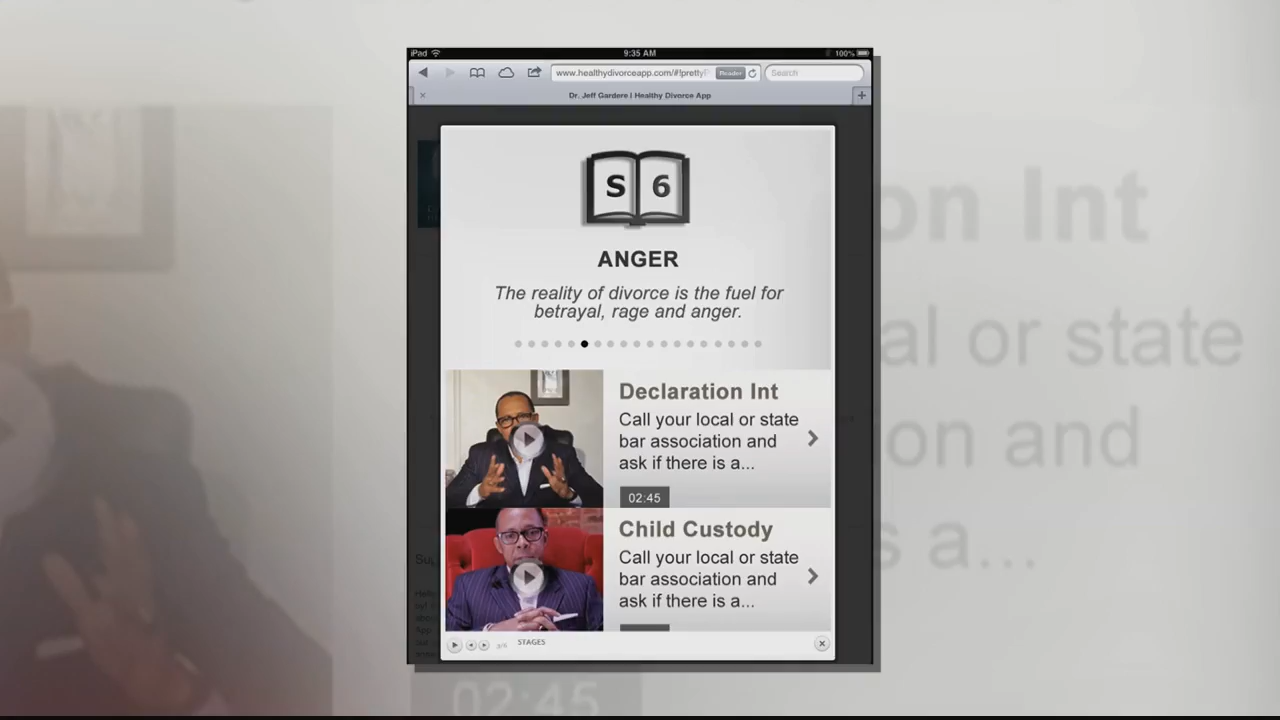 iPad 9:35 AM 100%
www.healthydivorceapp.com/#!prettyP Reader Search
Dr. Jeff Gardere | Healthy Divorce App
S 6
ANGER
The reality of divorce is the fuel for
betrayal, rage and anger.
Declaration Int
Call your local or state
bar association and
ask if there is a...
02:45
Child Custody
Call your local or state
bar association and
ask if there is a...
3/6 STAGES
on Int
al or state
on and
s a...
02:45